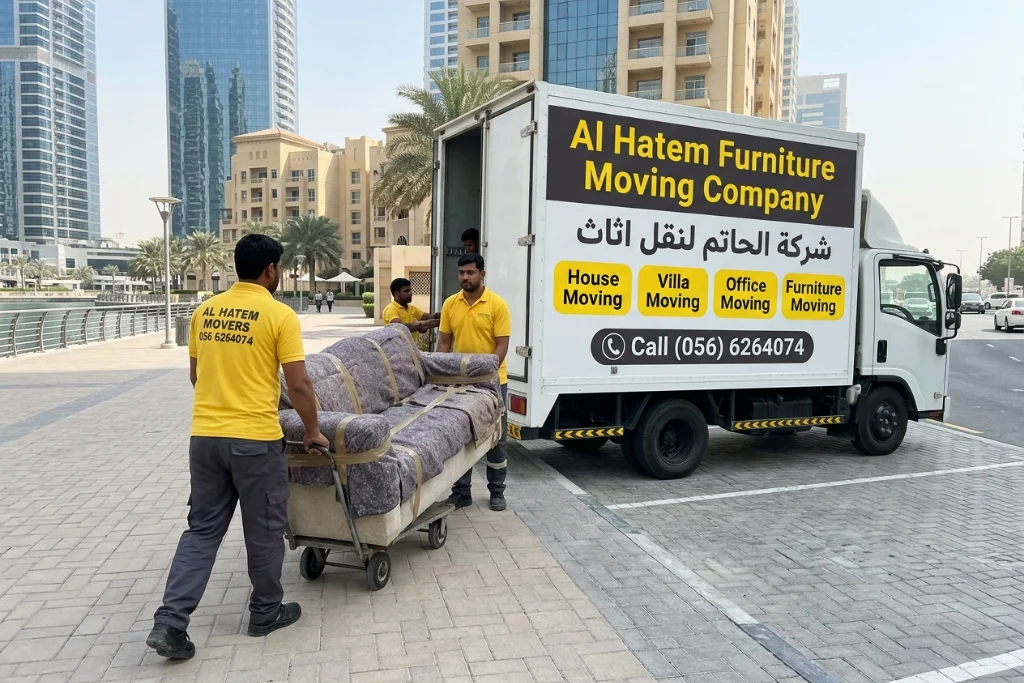 Al Hatem Furniture
Moving Company
شركة الحاتم لنقل اثاث
House
Moving
Villa
Moving
Office
Moving
Furniture
Moving
Call (056) 6264074
AL HATEM
MOVERS
056 6264074